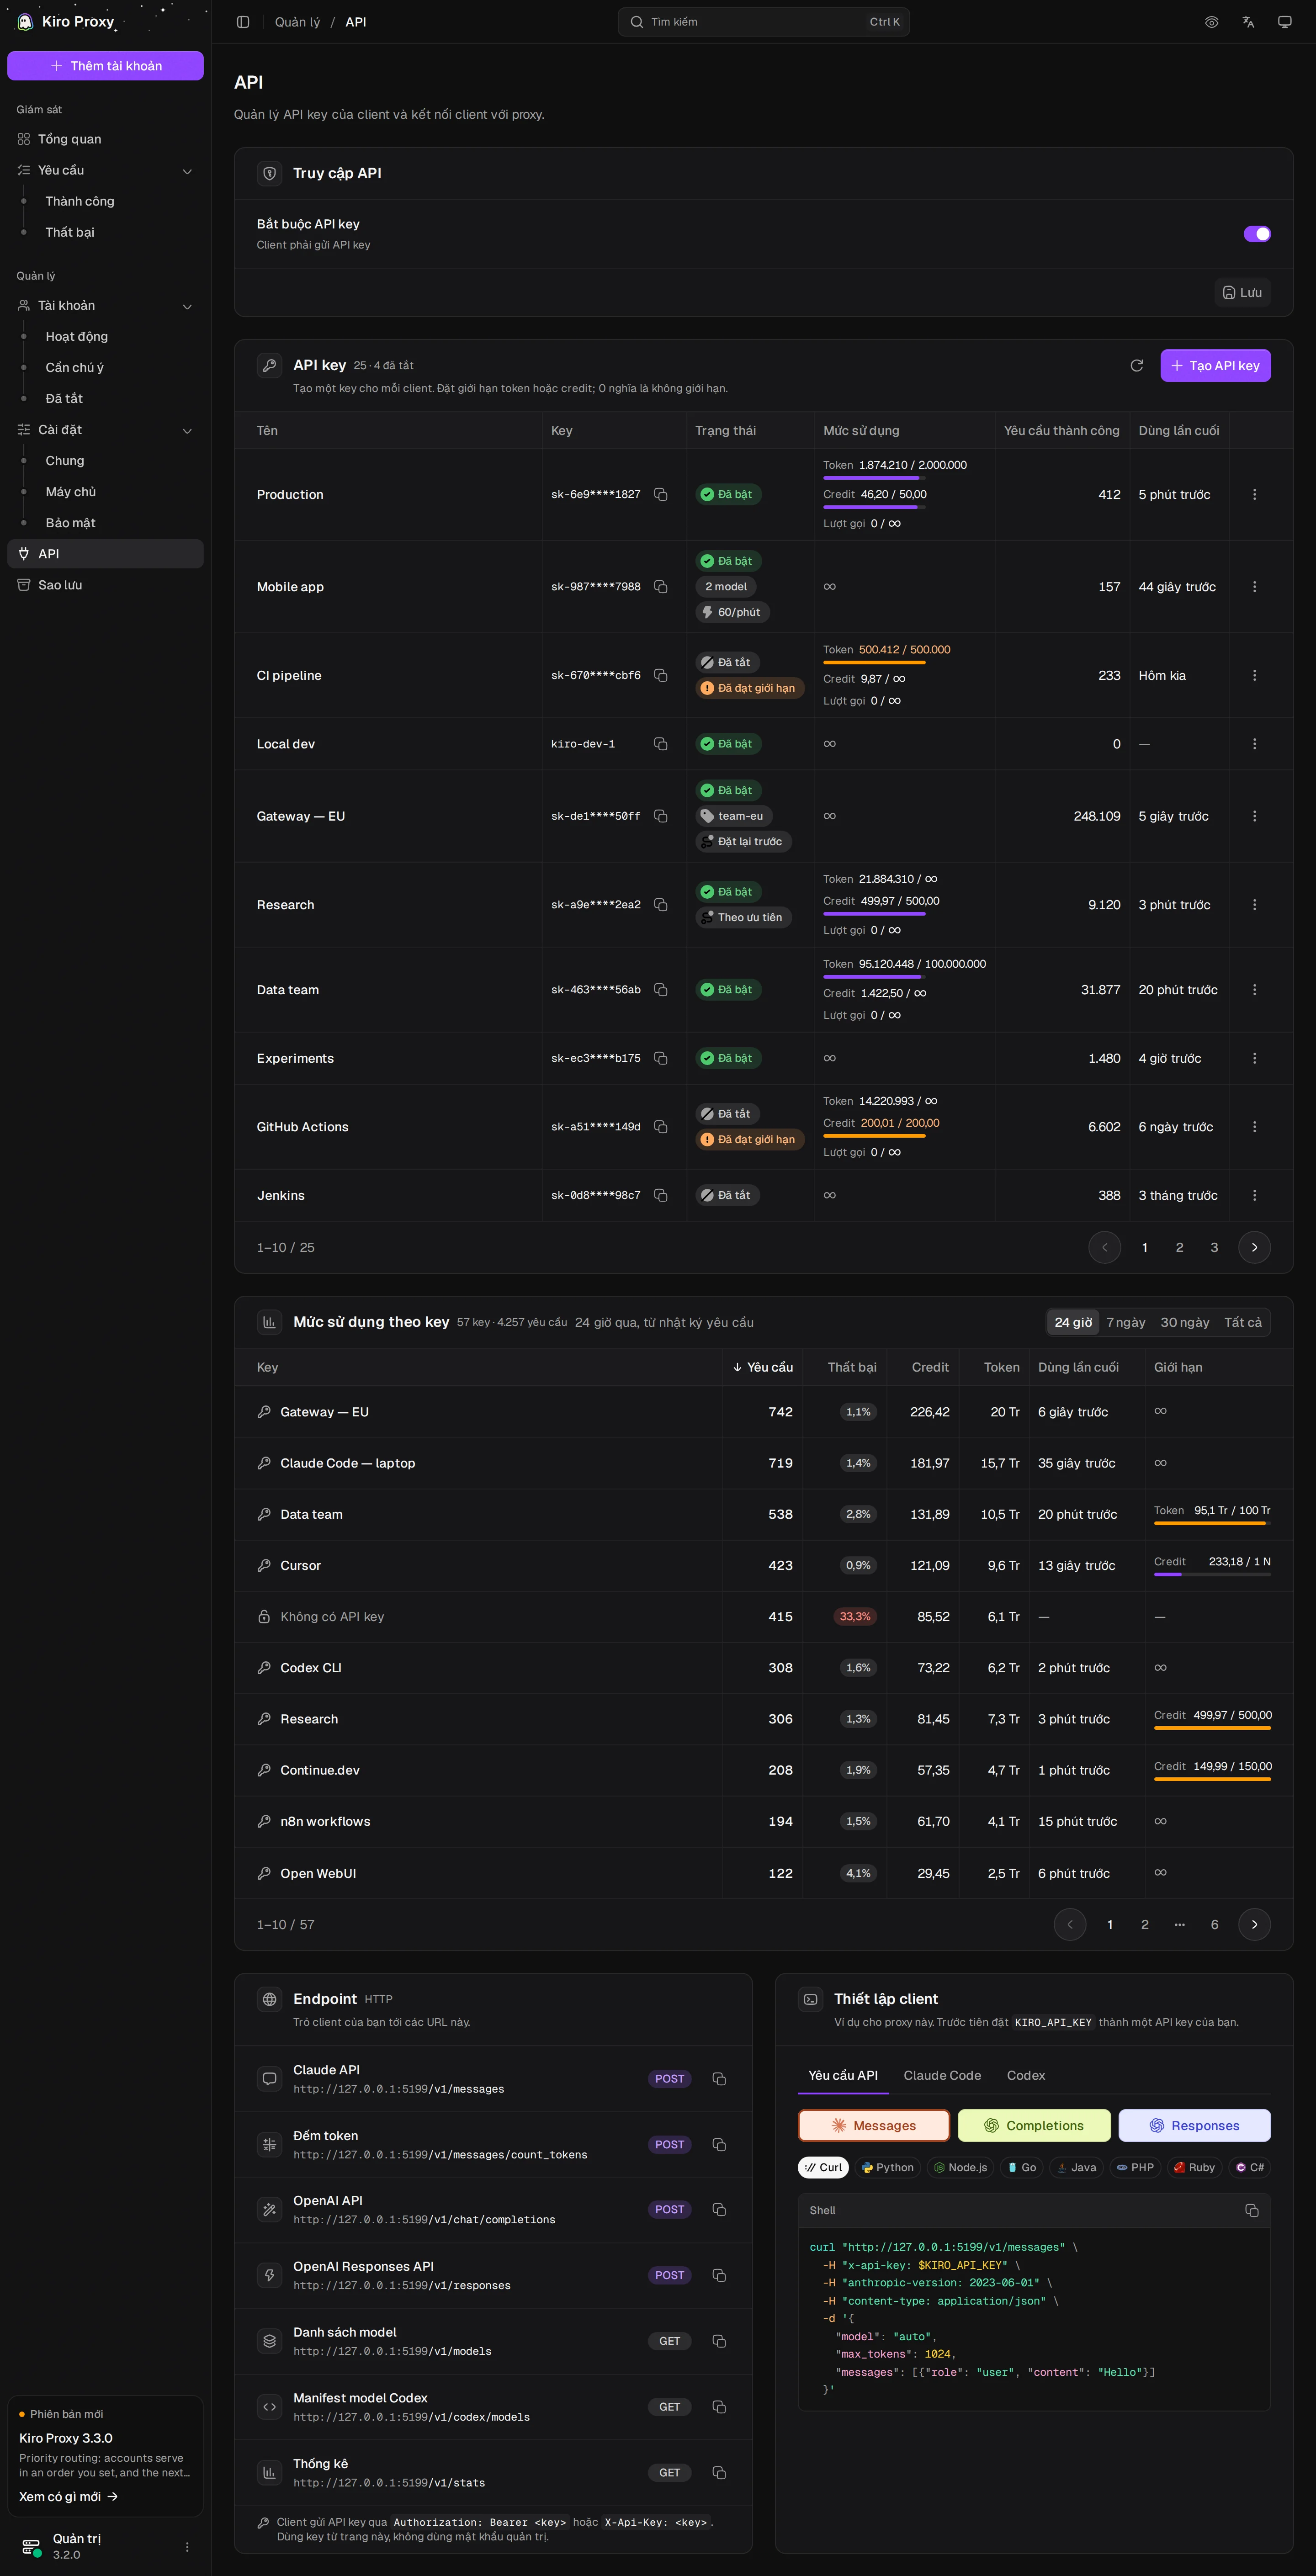 Kiro Proxy
Thêm tài khoản
Giám sát
Tổng quan
Yêu cầu
Thành công
Thất bại
Quản lý
Tài khoản
Hoạt động
Cần chú ý
Đã tắt
Cài đặt
Chung
Máy chủ
Bảo mật
API
Sao lưu
Phiên bản mới
Kiro Proxy 3.3.0
Priority routing: accounts serve
in an order you set, and the next...
Xem có gì mới →
Quản trị
3.2.0
Quản lý / API
Tìm kiếm Ctrl K
API
Quản lý API key của client và kết nối client với proxy.
Truy cập API
Bắt buộc API key
Client phải gửi API key
Lưu
API key 25 · 4 đã tắt
Tạo API key
Tạo một key cho mỗi client. Đặt giới hạn token hoặc credit; 0 nghĩa là không giới hạn.
Tên Key Trạng thái Mức sử dụng Yêu cầu thành công Dùng lần cuối
Production sk-6e9****1827 Đã bật
Token 1.874.210 / 2.000.000
Credit 46,20 / 50,00
Lượt gọi 0 / ∞
412 5 phút trước
Mobile app sk-987****7988
Đã bật
2 model
60/phút
∞ 157 44 giây trước
CI pipeline sk-670****cbf6
Đã tắt
Đã đạt giới hạn
Token 500.412 / 500.000
Credit 9,87 / ∞
Lượt gọi 0 / ∞
233 Hôm kia
Local dev kiro-dev-1 Đã bật ∞ 0 —
Gateway — EU sk-de1****50ff
Đã bật
team-eu
Đặt lại trước
∞ 248.109 5 giây trước
Research sk-a9e****2ea2
Đã bật
Theo ưu tiên
Token 21.884.310 / ∞
Credit 499,97 / 500,00
Lượt gọi 0 / ∞
9.120 3 phút trước
Data team sk-463****56ab Đã bật
Token 95.120.448 / 100.000.000
Credit 1.422,50 / ∞
Lượt gọi 0 / ∞
31.877 20 phút trước
Experiments sk-ec3****b175 Đã bật ∞ 1.480 4 giờ trước
GitHub Actions sk-a51****149d
Đã tắt
Đã đạt giới hạn
Token 14.220.993 / ∞
Credit 200,01 / 200,00
Lượt gọi 0 / ∞
6.602 6 ngày trước
Jenkins sk-0d8****98c7 Đã tắt ∞ 388 3 tháng trước
1–10 / 25 1 2 3
Mức sử dụng theo key 57 key · 4.257 yêu cầu 24 giờ qua, từ nhật ký yêu cầu
24 giờ 7 ngày 30 ngày Tất cả
Key ↓ Yêu cầu Thất bại Credit Token Dùng lần cuối Giới hạn
Gateway — EU 742 1,1% 226,42 20 Tr 6 giây trước ∞
Claude Code — laptop 719 1,4% 181,97 15,7 Tr 35 giây trước ∞
Data team 538 2,8% 131,89 10,5 Tr 20 phút trước Token 95,1 Tr / 100 Tr
Cursor 423 0,9% 121,09 9,6 Tr 13 giây trước Credit 233,18 / 1 N
Không có API key 415 33,3% 85,52 6,1 Tr — —
Codex CLI 308 1,6% 73,22 6,2 Tr 2 phút trước ∞
Research 306 1,3% 81,45 7,3 Tr 3 phút trước Credit 499,97 / 500,00
Continue.dev 208 1,9% 57,35 4,7 Tr 1 phút trước Credit 149,99 / 150,00
n8n workflows 194 1,5% 61,70 4,1 Tr 15 phút trước ∞
Open WebUI 122 4,1% 29,45 2,5 Tr 6 phút trước ∞
1–10 / 57 1 2 ··· 6
Endpoint HTTP
Trỏ client của bạn tới các URL này.
Claude API
http://127.0.0.1:5199/v1/messages
POST
Đếm token
http://127.0.0.1:5199/v1/messages/count_tokens
POST
OpenAI API
http://127.0.0.1:5199/v1/chat/completions
POST
OpenAI Responses API
http://127.0.0.1:5199/v1/responses
POST
Danh sách model
http://127.0.0.1:5199/v1/models
GET
Manifest model Codex
http://127.0.0.1:5199/v1/codex/models
GET
Thống kê
http://127.0.0.1:5199/v1/stats
GET
Client gửi API key qua Authorization: Bearer <key> hoặc X-Api-Key: <key>.
Dùng key từ trang này, không dùng mật khẩu quản trị.
Thiết lập client
Ví dụ cho proxy này. Trước tiên đặt KIRO_API_KEY thành một API key của bạn.
Yêu cầu API Claude Code Codex
Messages Completions Responses
Curl Python Node.js Go Java PHP Ruby C#
Shell
curl "http://127.0.0.1:5199/v1/messages" \
-H "x-api-key: $KIRO_API_KEY" \
-H "anthropic-version: 2023-06-01" \
-H "content-type: application/json" \
-d '{
"model": "auto",
"max_tokens": 1024,
"messages": [{"role": "user", "content": "Hello"}]
}'